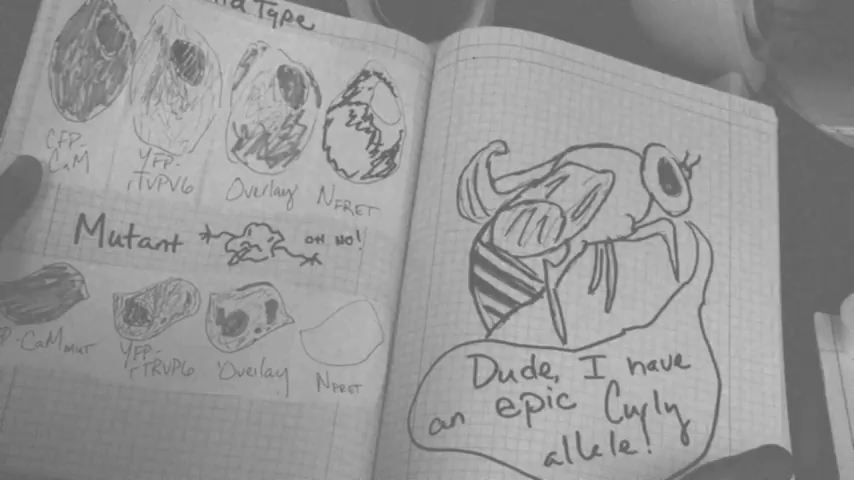 Type
CFP-
CaM
YFP-
rTVPV6
Overlay
NFRET
Mutant
OH NO!
P-CaMMUT
YFP-
rTRVP6
Overlay
NFRET
Dude, I have
an epic Curly
allele!